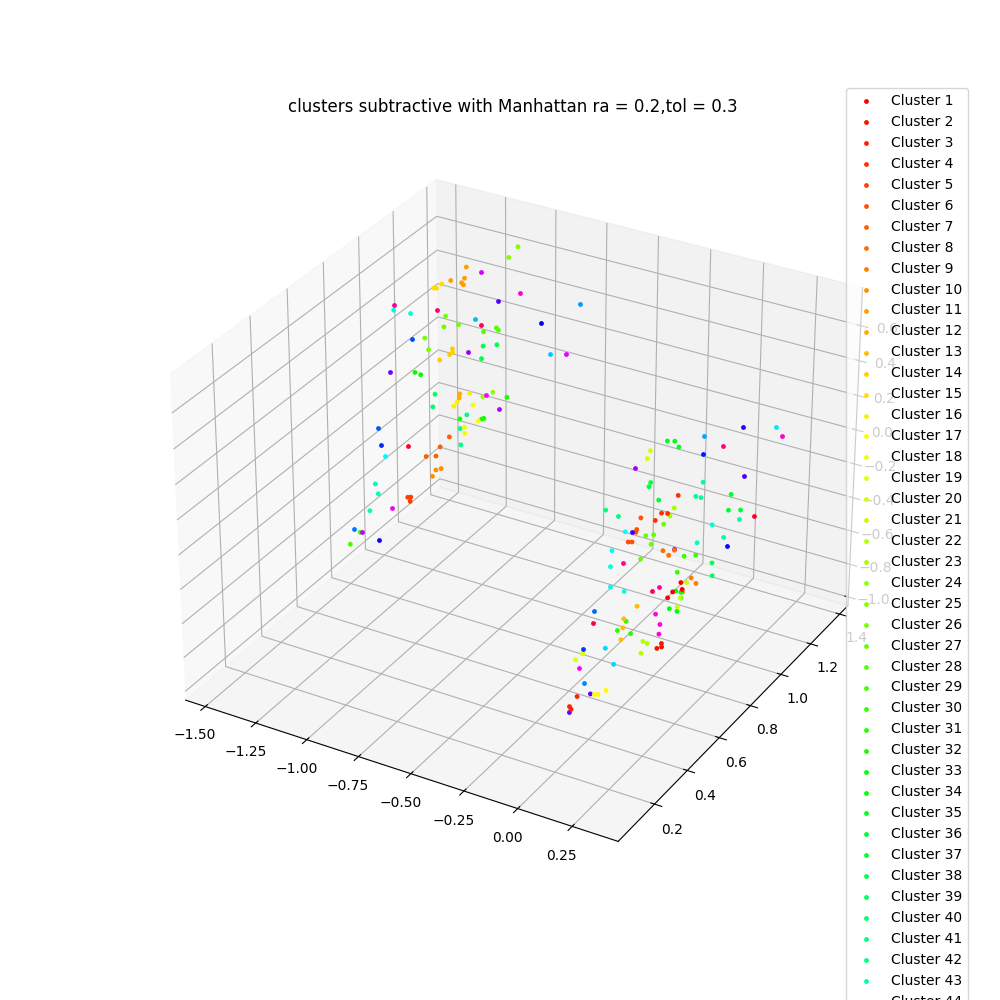 clusters subtractive with Manhattan ra = 0.2,tol = 0.3
Cluster 1
Cluster 2
Cluster 3
Cluster 4
Cluster 5
Cluster 6
Cluster 7
Cluster 8
Cluster 9
Cluster 10
Cluster 11
Cluster 12
Cluster 13
Cluster 14
Cluster 15
Cluster 16
Cluster 17
Cluster 18
Cluster 19
Cluster 20
Cluster 21
Cluster 22
Cluster 23
Cluster 24
Cluster 25
Cluster 26
Cluster 27
Cluster 28
Cluster 29
Cluster 30
Cluster 31
Cluster 32
Cluster 33
Cluster 34
Cluster 35
Cluster 36
Cluster 37
Cluster 38
Cluster 39
Cluster 40
Cluster 41
Cluster 42
Cluster 43
Cluster 44
0.4
0.2
0.0
−0.2
−0.4
−0.6
−0.8
−1.0
1.4
1.2
1.0
0.8
0.6
0.4
0.2
−1.50
−1.25
−1.00
−0.75
−0.50
−0.25
0.00
0.25